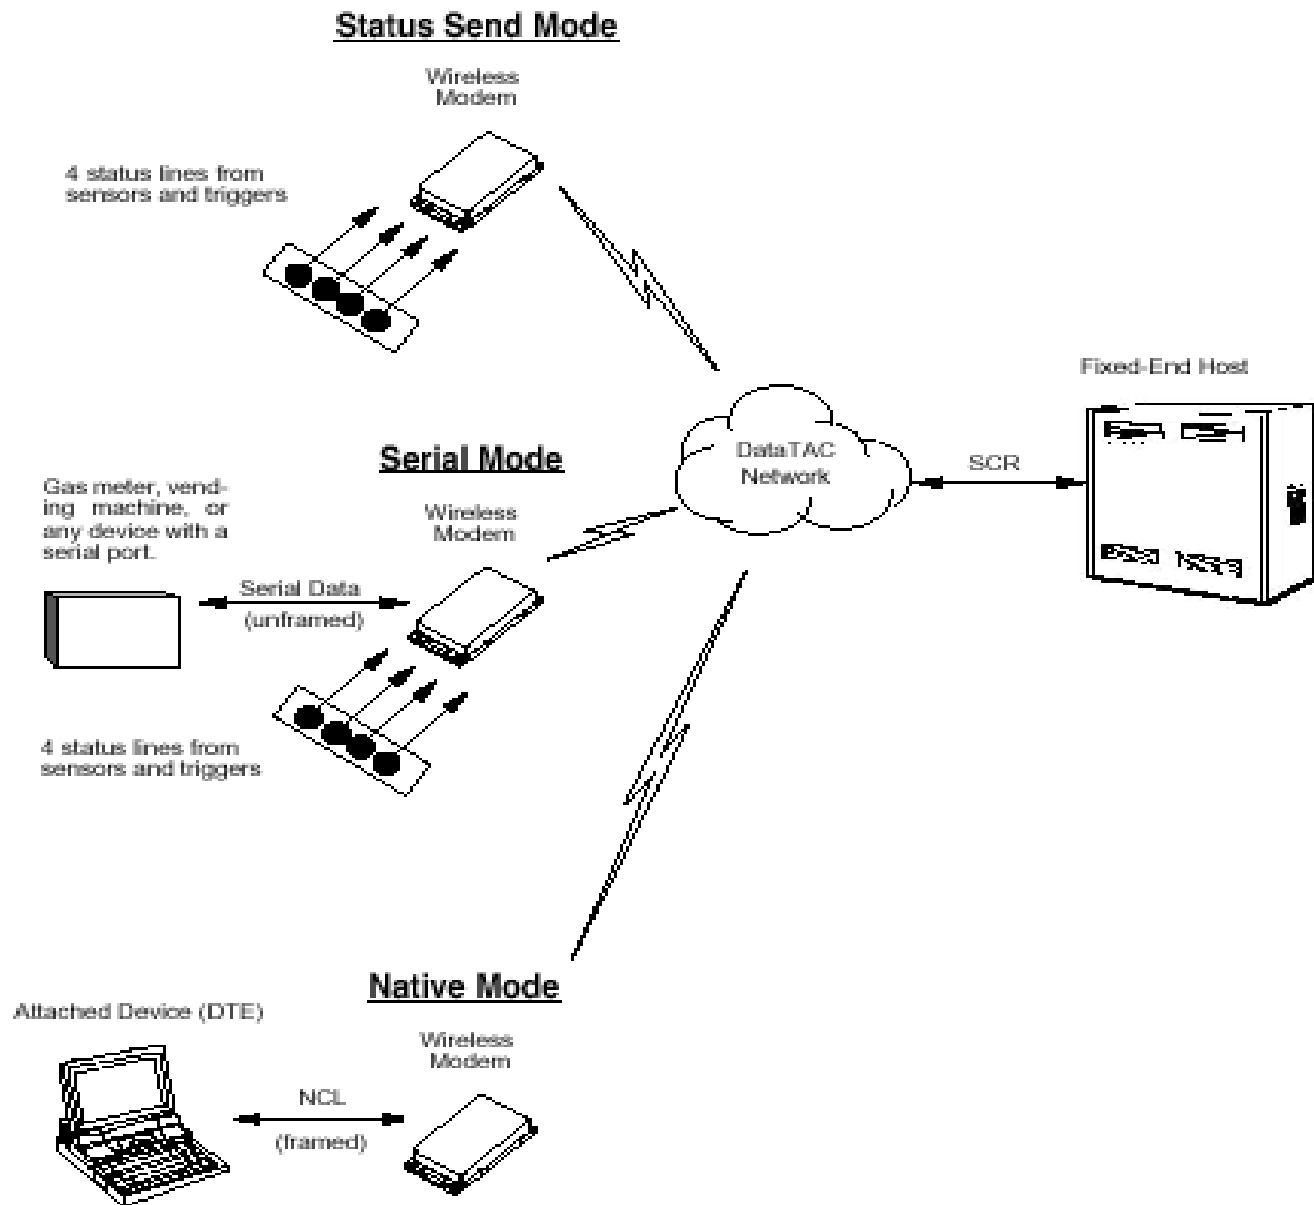 Status Send Mode
Wireless
Modem
4 status lines from
sensors and triggers
Fixed-End Host
DataTAC
Network
SCR
Serial Mode
Gas meter, vend-
ing machine, or
any device with a
serial port.
Wireless
Modem
Serial Data
(unframed)
4 status lines from
sensors and triggers
Native Mode
Attached Device (DTE)
Wireless
Modem
NCL
(framed)